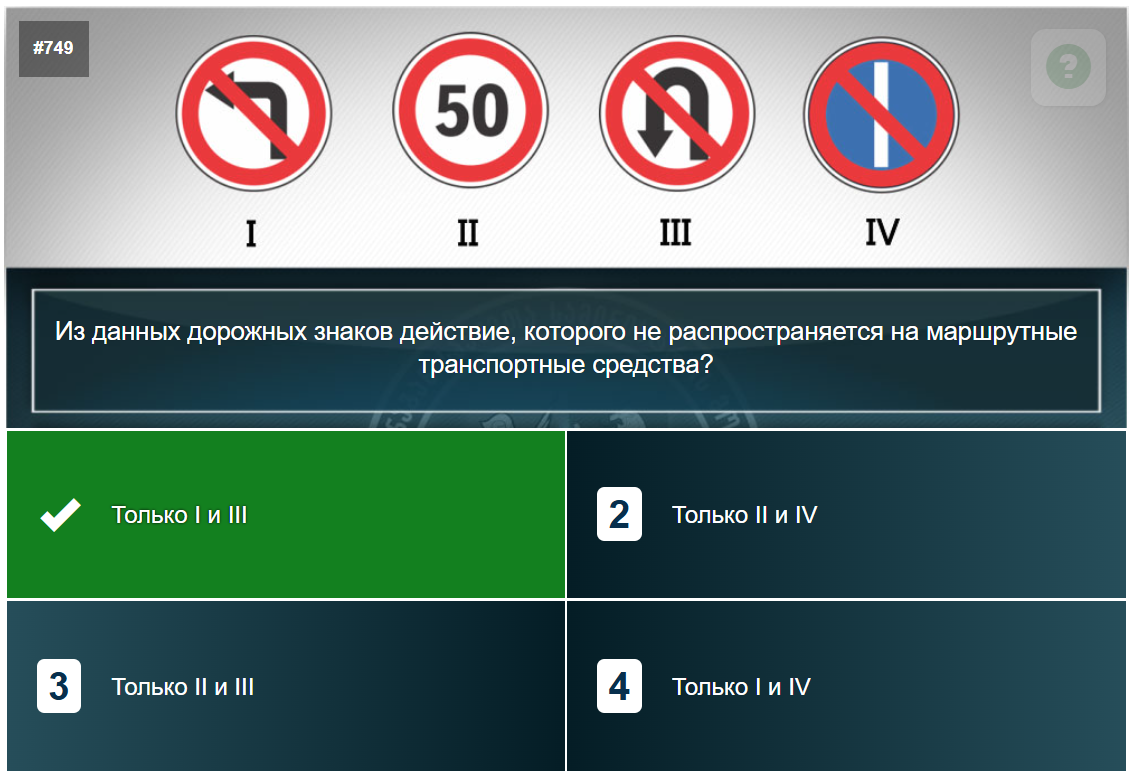 #749
50
I II III IV
Из данных дорожных знаков действие, которого не распространяется на маршрутные
транспортные средства?
Только I и III
2 Только II и IV
3 Только II и III
4 Только I и IV